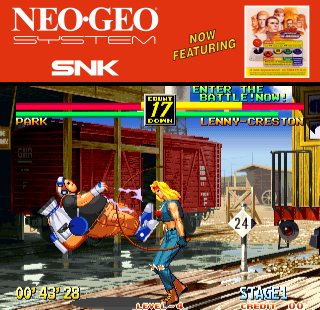 NEO·GEO
SYSTEM
SNK
NOW
FEATURING
ENTER THE
BATTLE!NOW!
COUNT
17
DOWN
PARK
LENNY-CRESTON
24
00'43'28
STAGE1
LEVEL-4
CREDIT 00